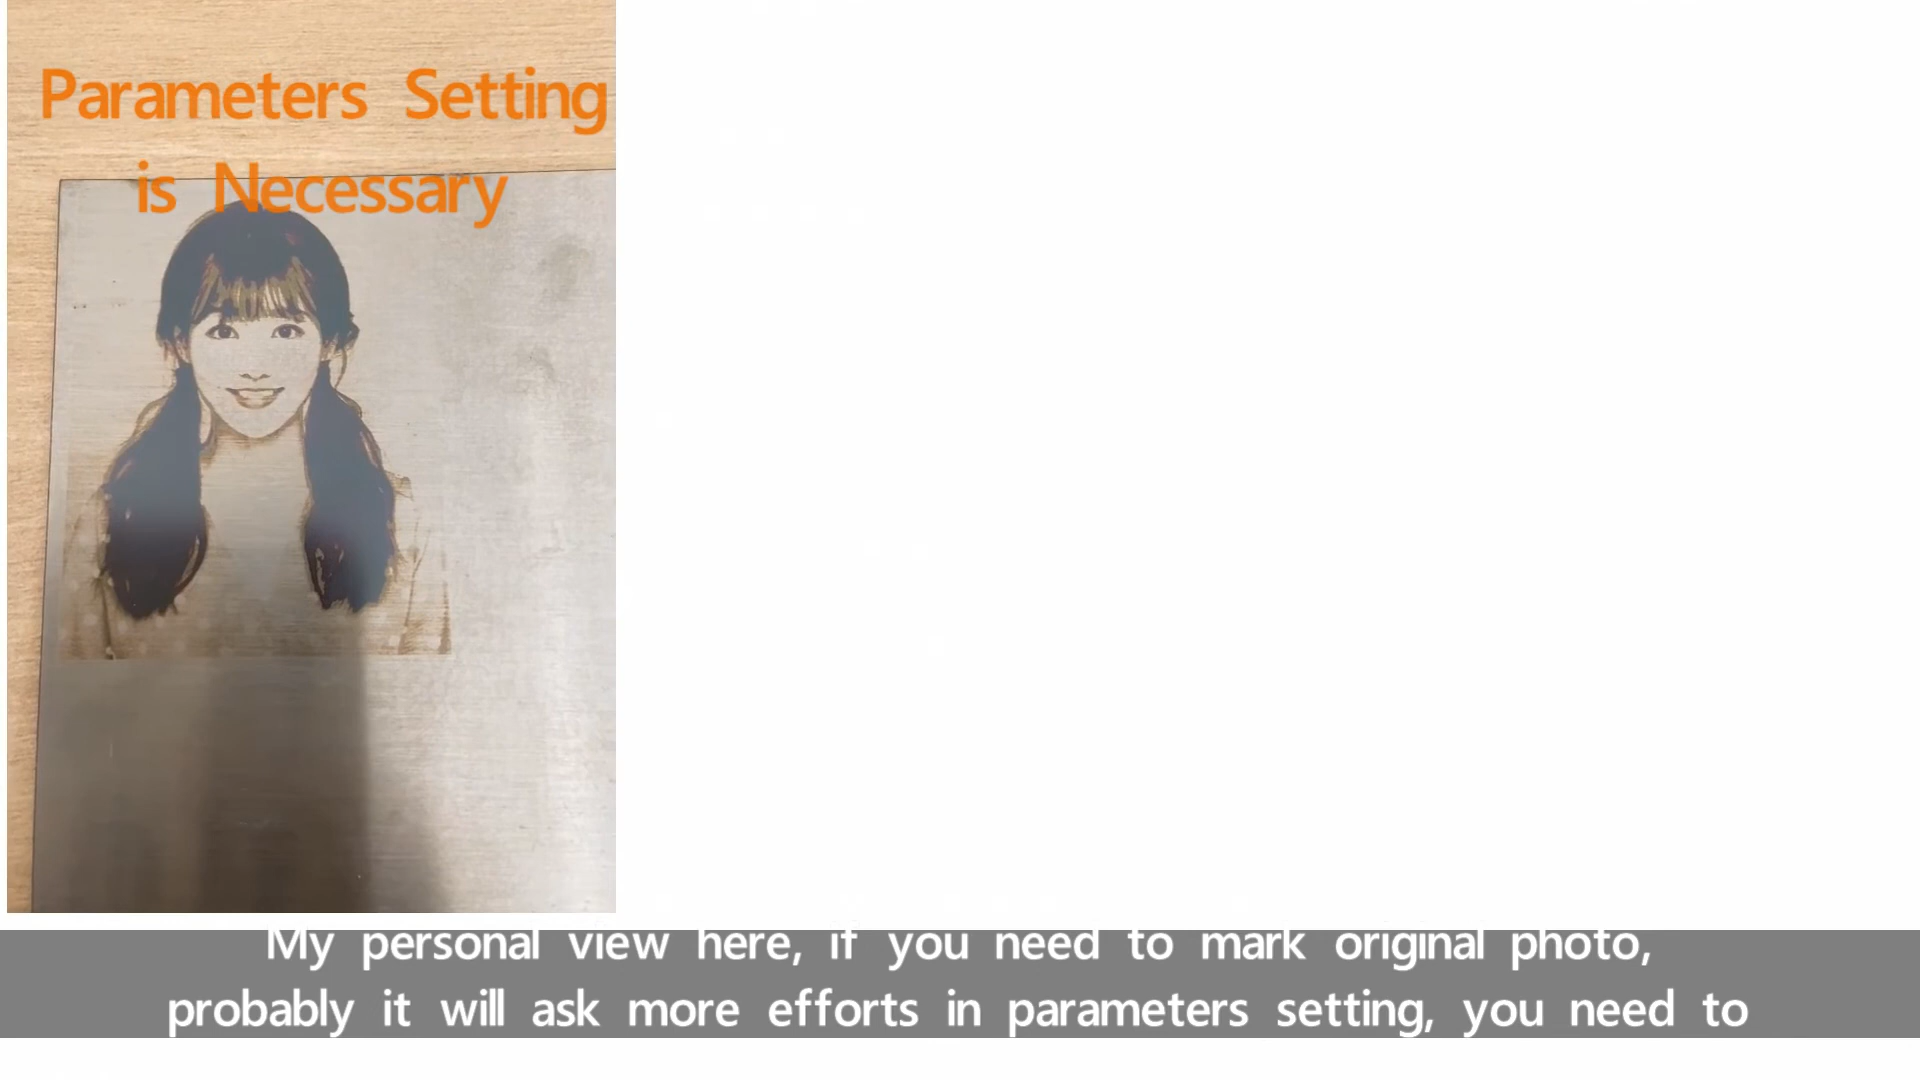 Parameters Setting
is Necessary
My personal view here, if you need to mark original photo,
probably it will ask more efforts in parameters setting, you need to